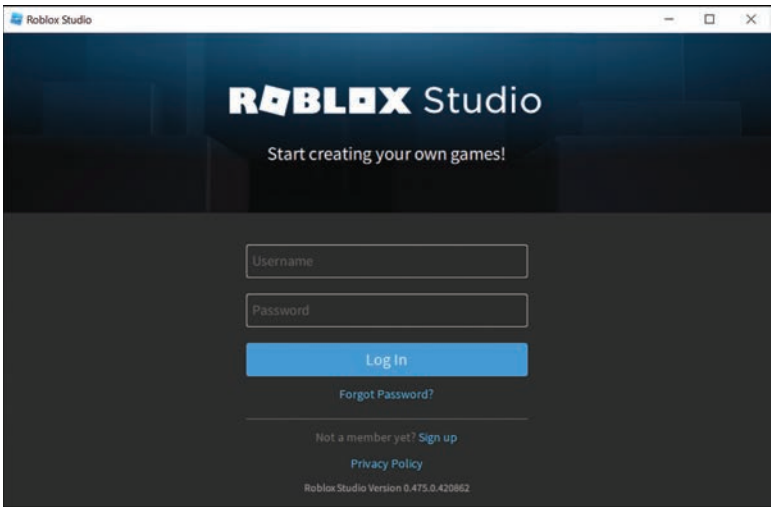 Roblox Studio
ROBLOX Studio
Start creating your own games!
Username
Password
Log In
Forgot Password?
Not a member yet? Sign up
Privacy Policy
Roblox Studio Version 0.475.0.420862